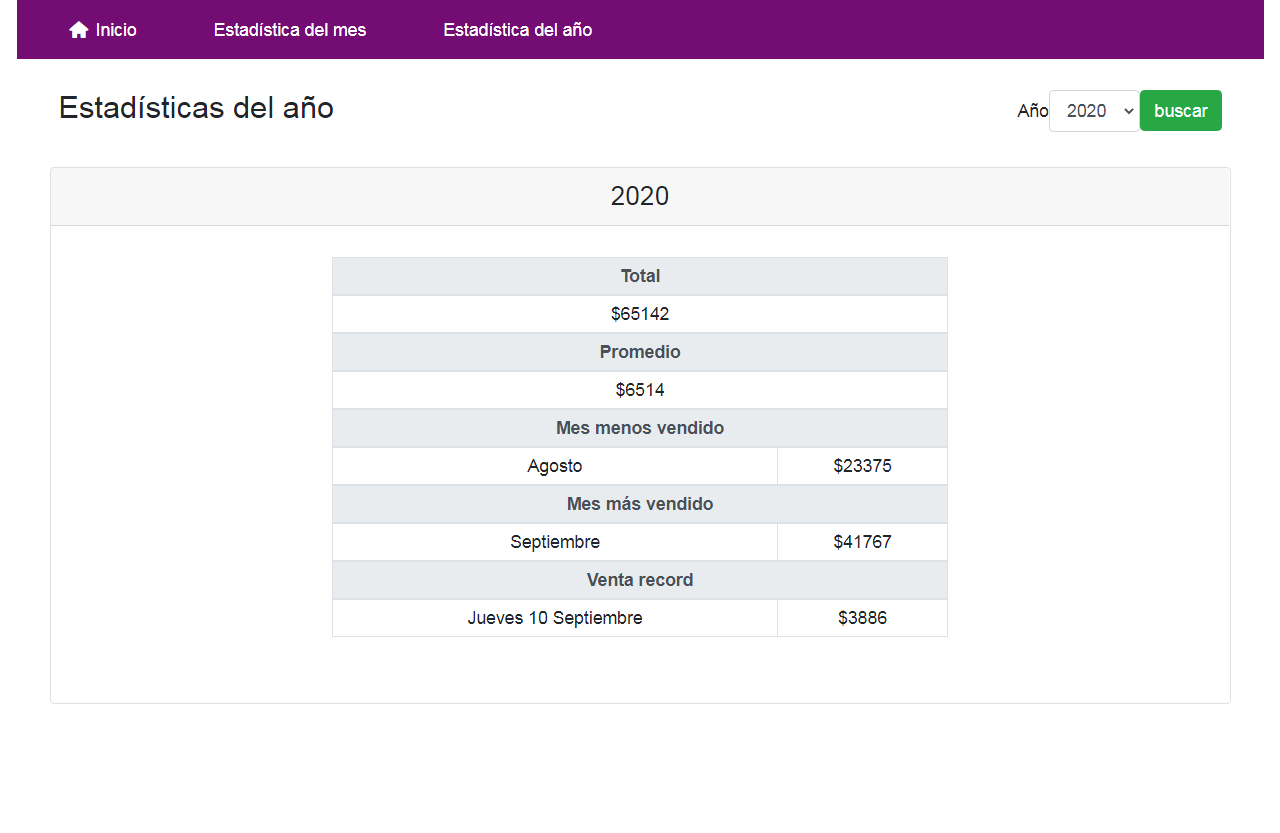 Inicio Estadística del mes Estadística del año
Estadísticas del año
Año 2020 buscar
2020
Total
$65142
Promedio
$6514
Mes menos vendido
Agosto $23375
Mes más vendido
Septiembre $41767
Venta record
Jueves 10 Septiembre $3886